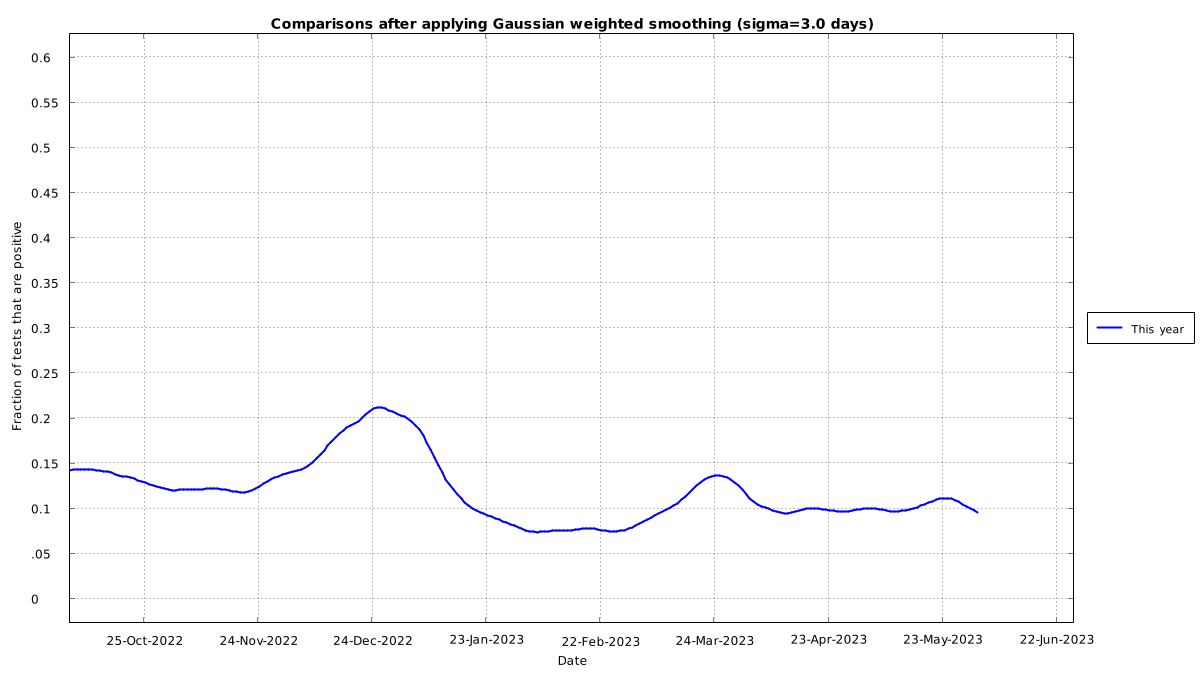 Comparisons after applying Gaussian weighted smoothing (sigma=3.0 days)
0.6
0.55
0.5
0.45
0.4
0.35
0.3
0.25
0.2
0.15
0.1
.05
0
Fraction of tests that are positive
25-Oct-2022 24-Nov-2022 24-Dec-2022 23-Jan-2023 22-Feb-2023 24-Mar-2023 23-Apr-2023 23-May-2023 22-Jun-2023
Date
This year